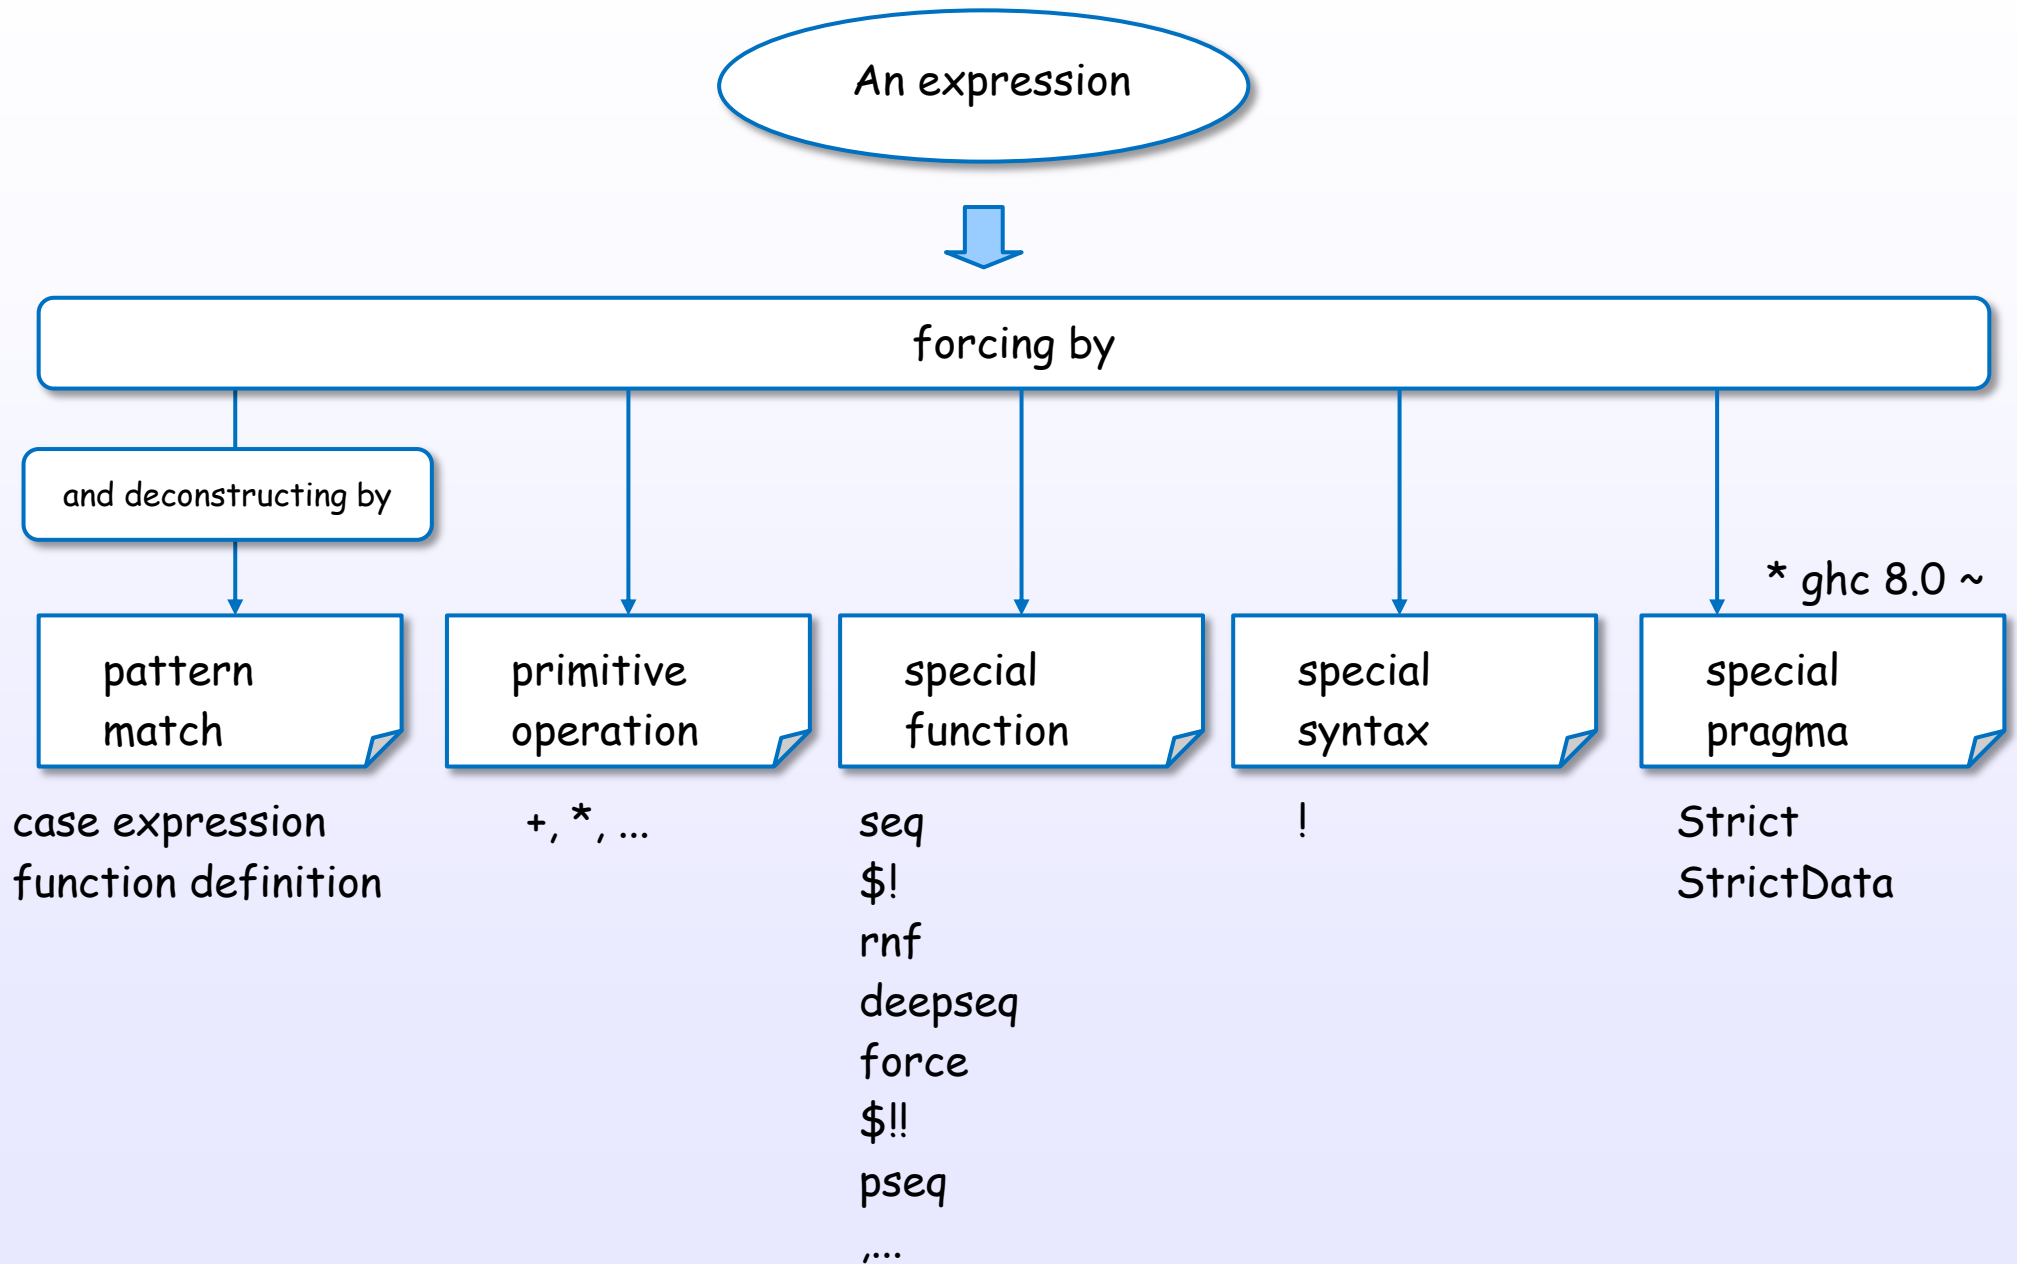 An expression
forcing by
and deconstructing by
* ghc 8.0 ~
pattern
match
primitive
operation
special
function
special
syntax
special
pragma
case expression
function definition
+, *, ...
seq
$!
rnf
deepseq
force
$!!
pseq
,...
!
Strict
StrictData